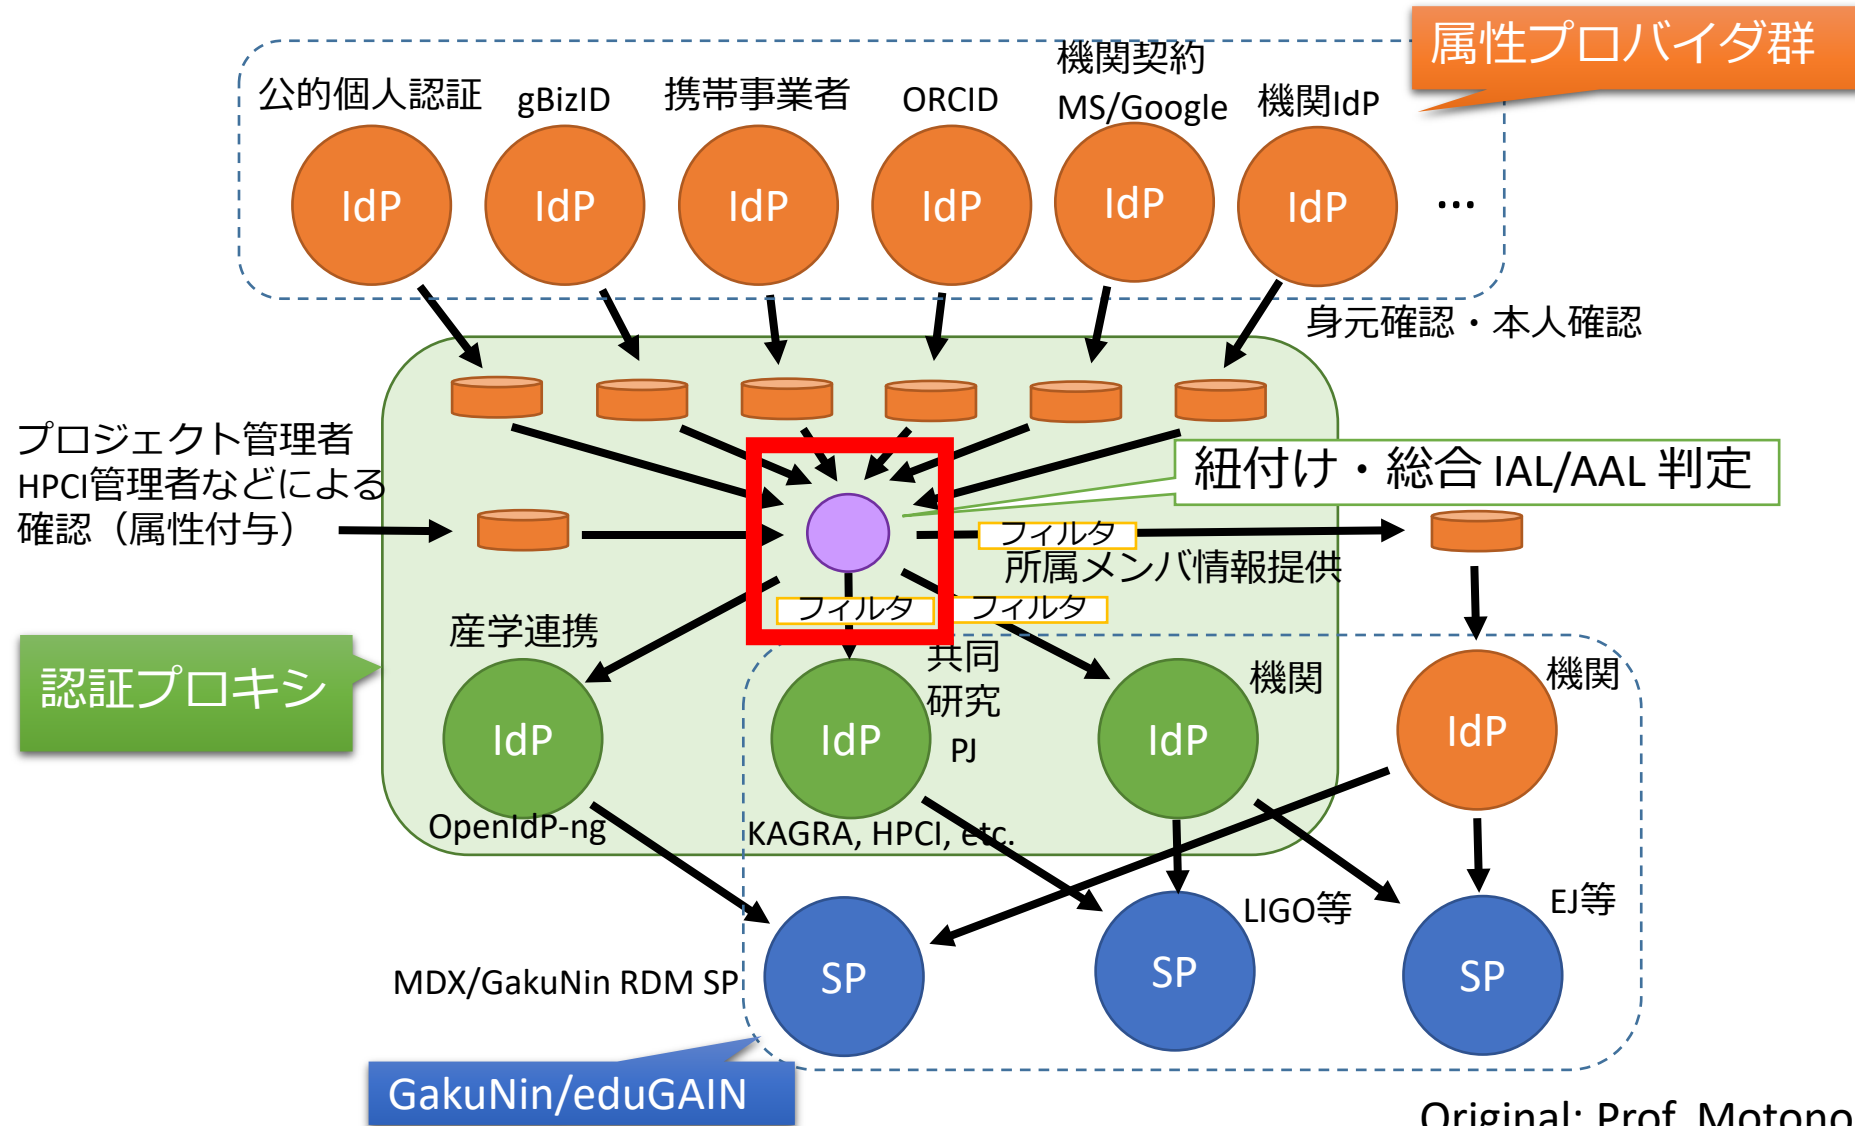 属性プロバイダ群
公的個人認証
gBizID
携帯事業者
ORCID
機関契約
MS/Google
機関IdP
IdP
IdP
IdP
IdP
IdP
IdP
…
身元確認・本人確認
プロジェクト管理者
HPCI管理者などによる
確認（属性付与）
紐付け・総合 IAL/AAL 判定
フィルタ
所属メンバ情報提供
フィルタ
フィルタ
産学連携
認証プロキシ
共同
研究
PJ
機関
機関
IdP
IdP
IdP
IdP
OpenIdP-ng
KAGRA, HPCI, etc.
LIGO等
EJ等
MDX/GakuNin RDM SP
SP
SP
SP
GakuNin/eduGAIN
Original: Prof. Motono